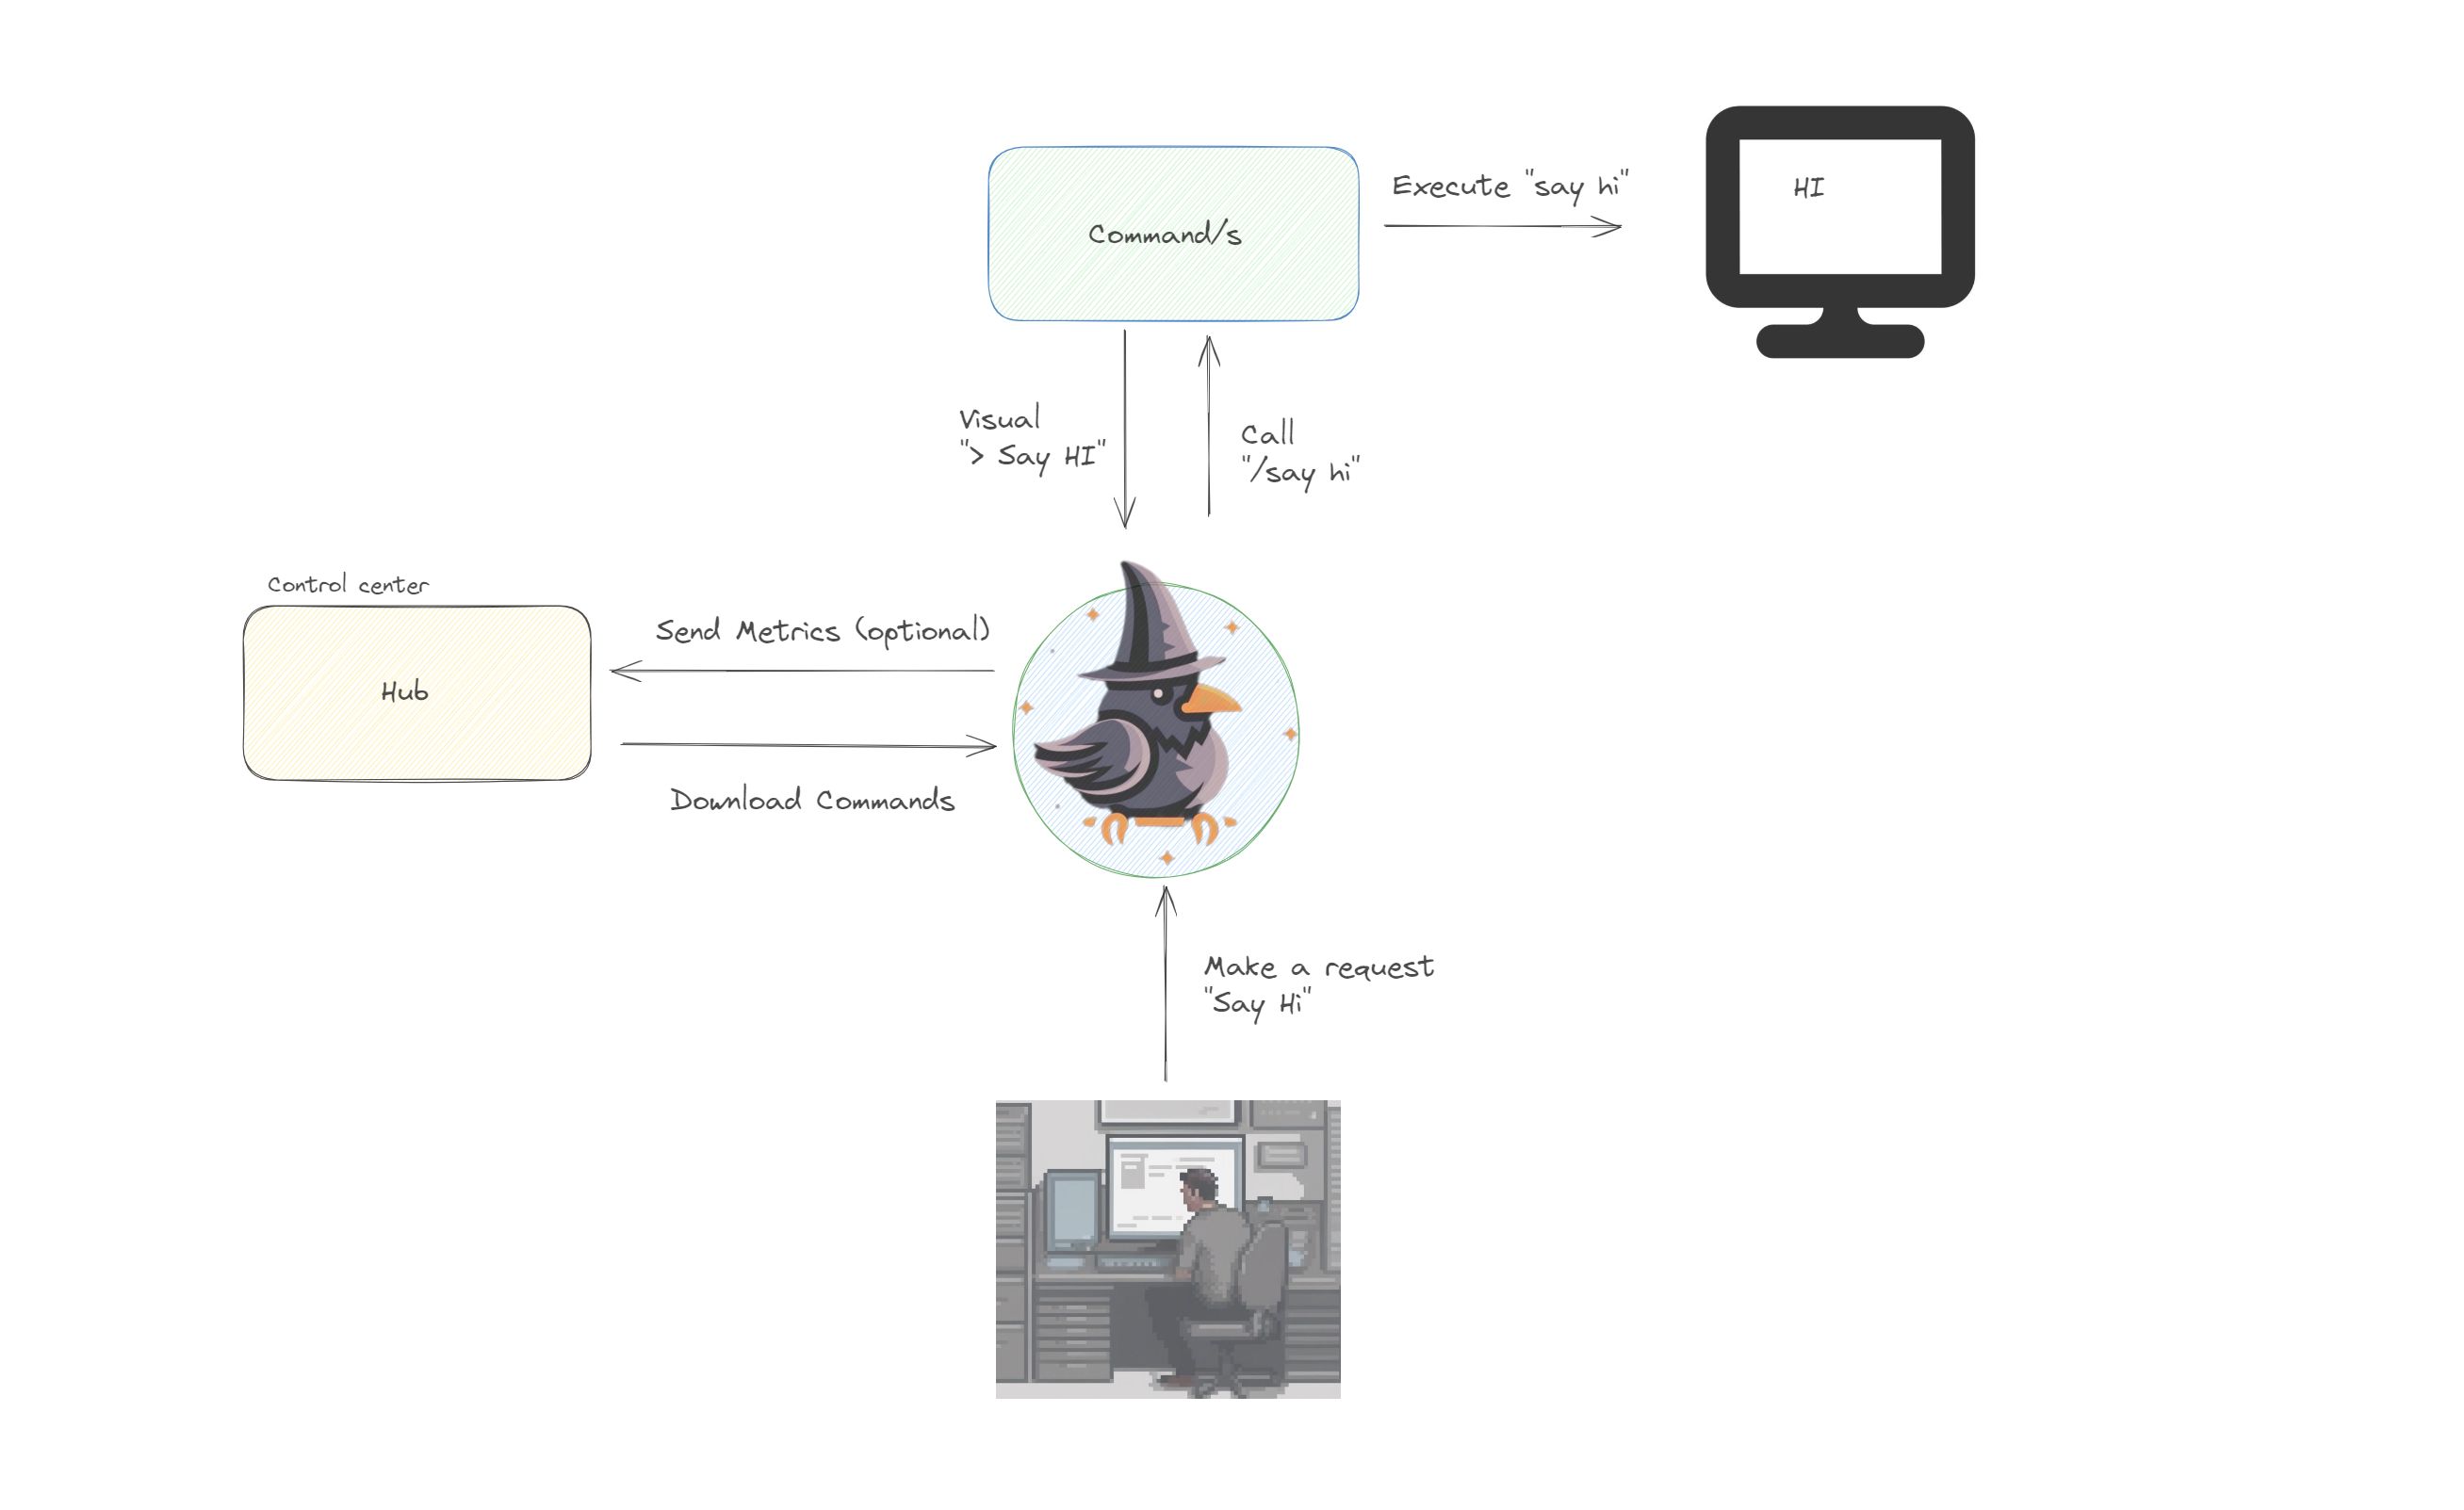 Execute "say hi"
HI
Command/s
Visual
"> Say HI"
Call
"/say hi"
Control center
Send Metrics (optional)
Hub
Download Commands
Make a request
"Say Hi"